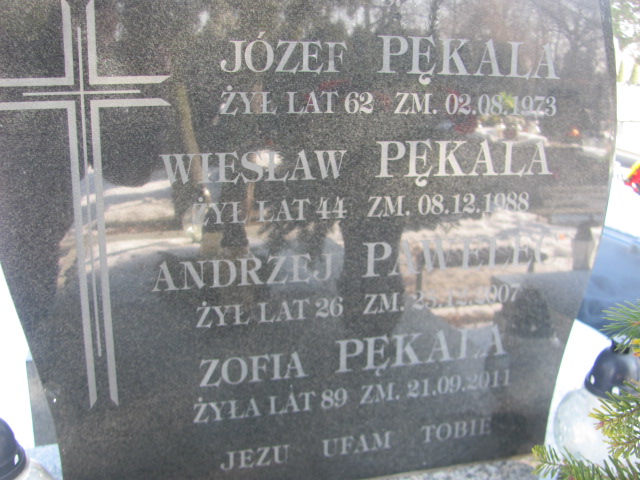 JÓZEF PĘKALA
ŻYŁ LAT 62 ZM. 02.08.1973
WIESŁAW PĘKALA
ŻYŁ LAT 44 ZM. 08.12.1988
ANDRZEJ PAWELEC
ŻYŁ LAT 26 ZM.
ZOFIA PĘKALA
ŻYŁA LAT 89 ZM. 21.09.2011
JEZU UFAM TOBIE